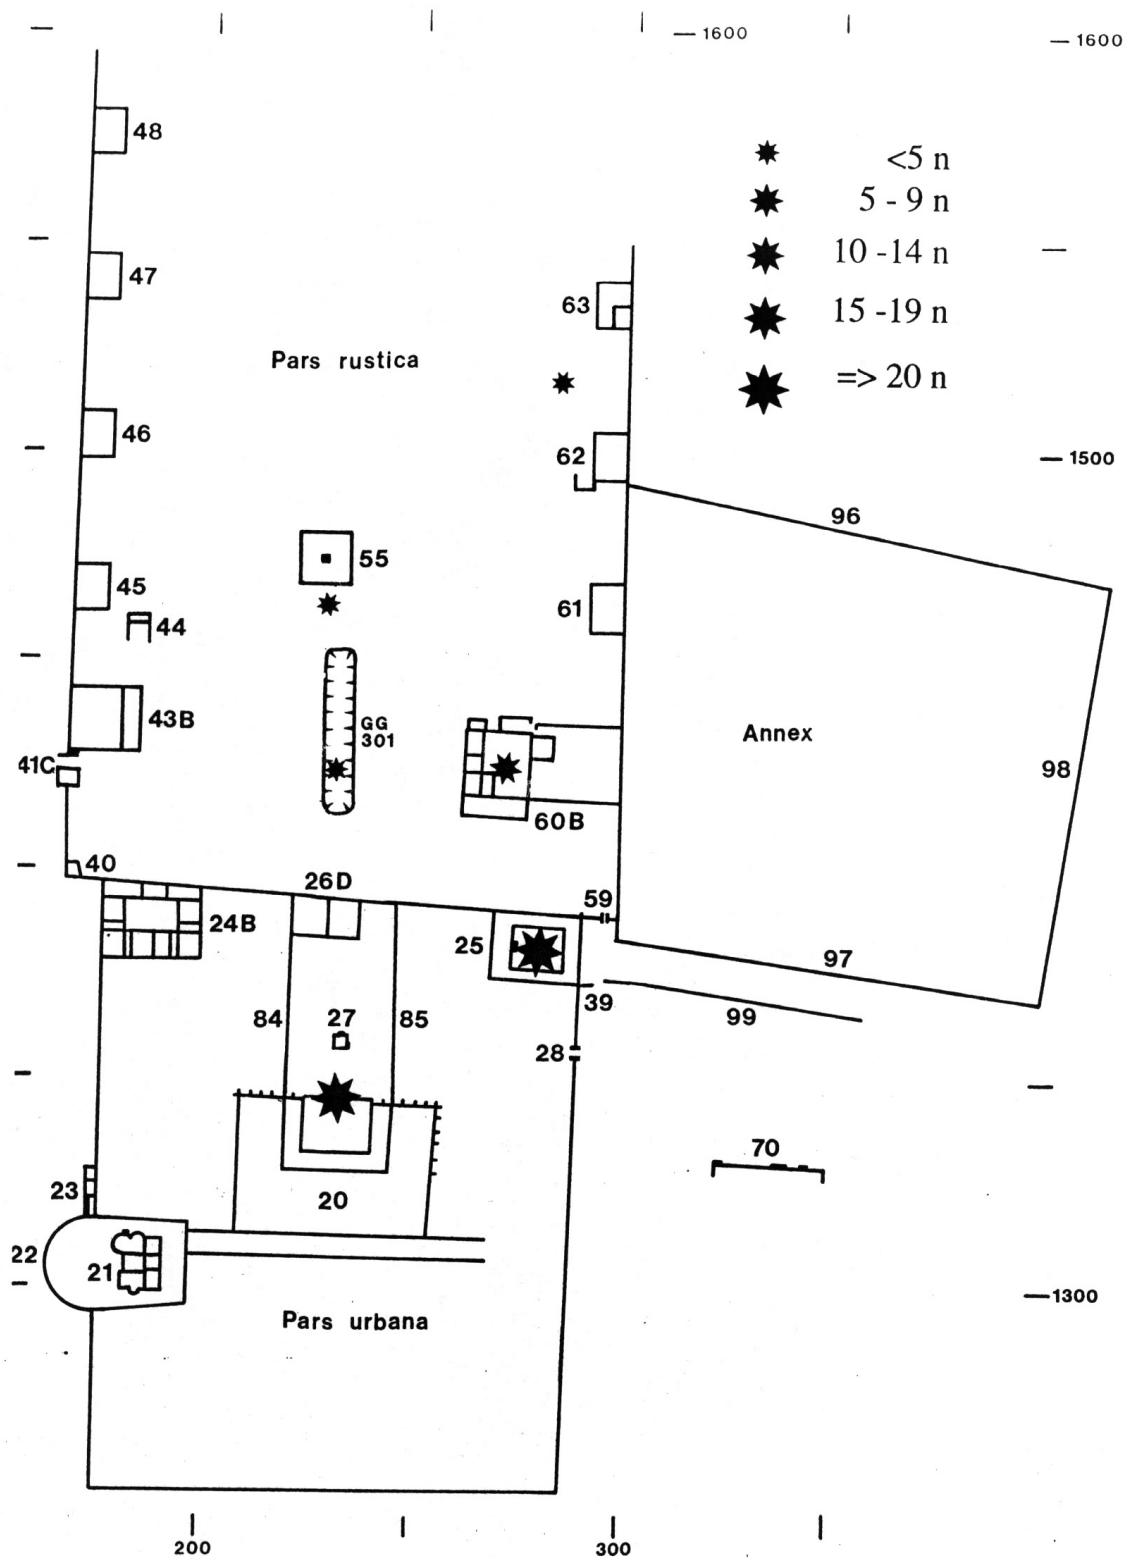 —1600
—1600
48
<5 n
5 - 9 n
10 -14 n
15 -19 n
=> 20 n
47
63
Pars rustica
46
62
—1500
96
55
45
44
61
43B
GG
301
Annex
98
41C
60B
40
26D
59
24B
25
97
39
99
84
27
85
28
70
23
20
22
21
—1300
Pars urbana
200
300